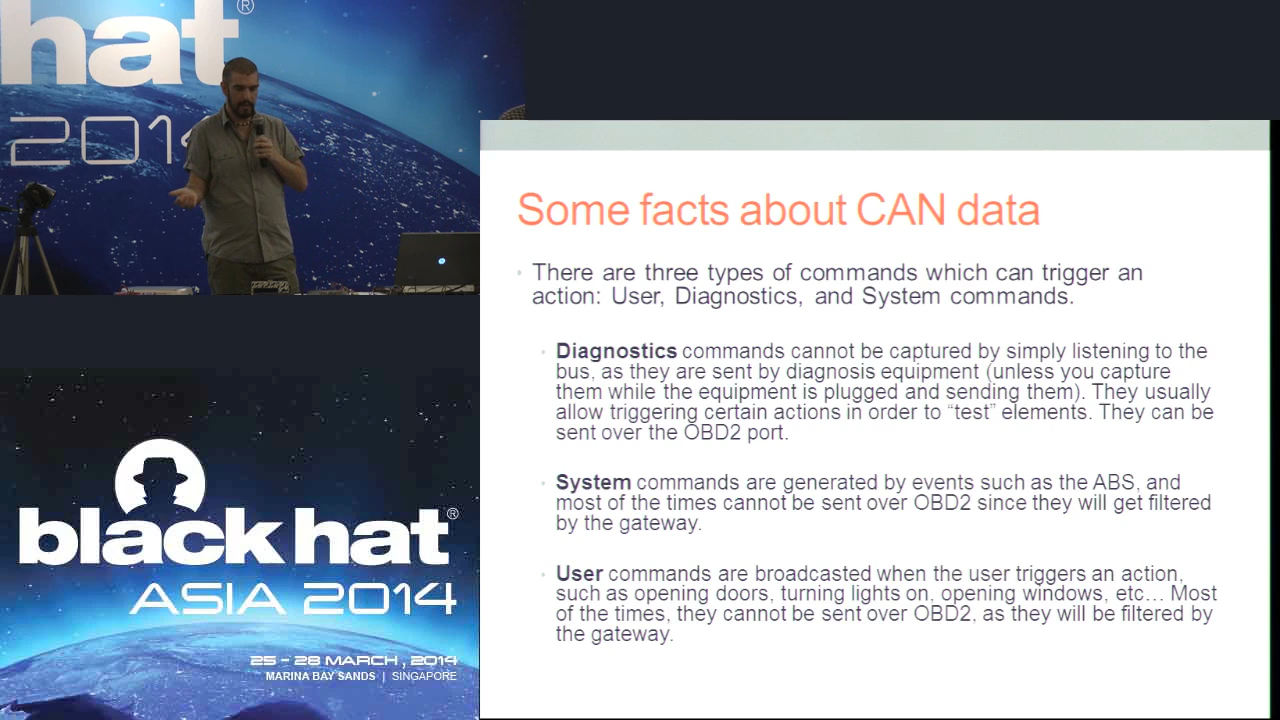 hat®
2014
Some facts about CAN data
There are three types of commands which can trigger an
action: User, Diagnostics, and System commands.
Diagnostics commands cannot be captured by simply listening to the
bus, as they are sent by diagnosis equipment (unless you capture
them while the equipment is plugged and sending them). They usually
allow triggering certain actions in order to “test” elements. They can be
sent over the OBD2 port.
System commands are generated by events such as the ABS, and
most of the times cannot be sent over OBD2 since they will get filtered
by the gateway.
User commands are broadcasted when the user triggers an action,
such as opening doors, turning lights on, opening windows, etc… Most
of the times, they cannot be sent over OBD2, as they will be filtered by
the gateway.
black hat®
ASIA 2014
25 - 28 MARCH, 2014
MARINA BAY SANDS | SINGAPORE